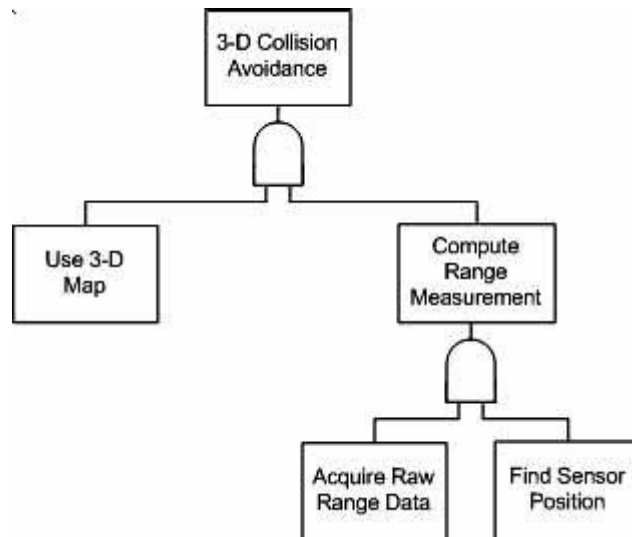 3-D Collision
Avoidance
Use 3-D
Map
Compute
Range
Measurement
Acquire Raw
Range Data
Find Sensor
Position